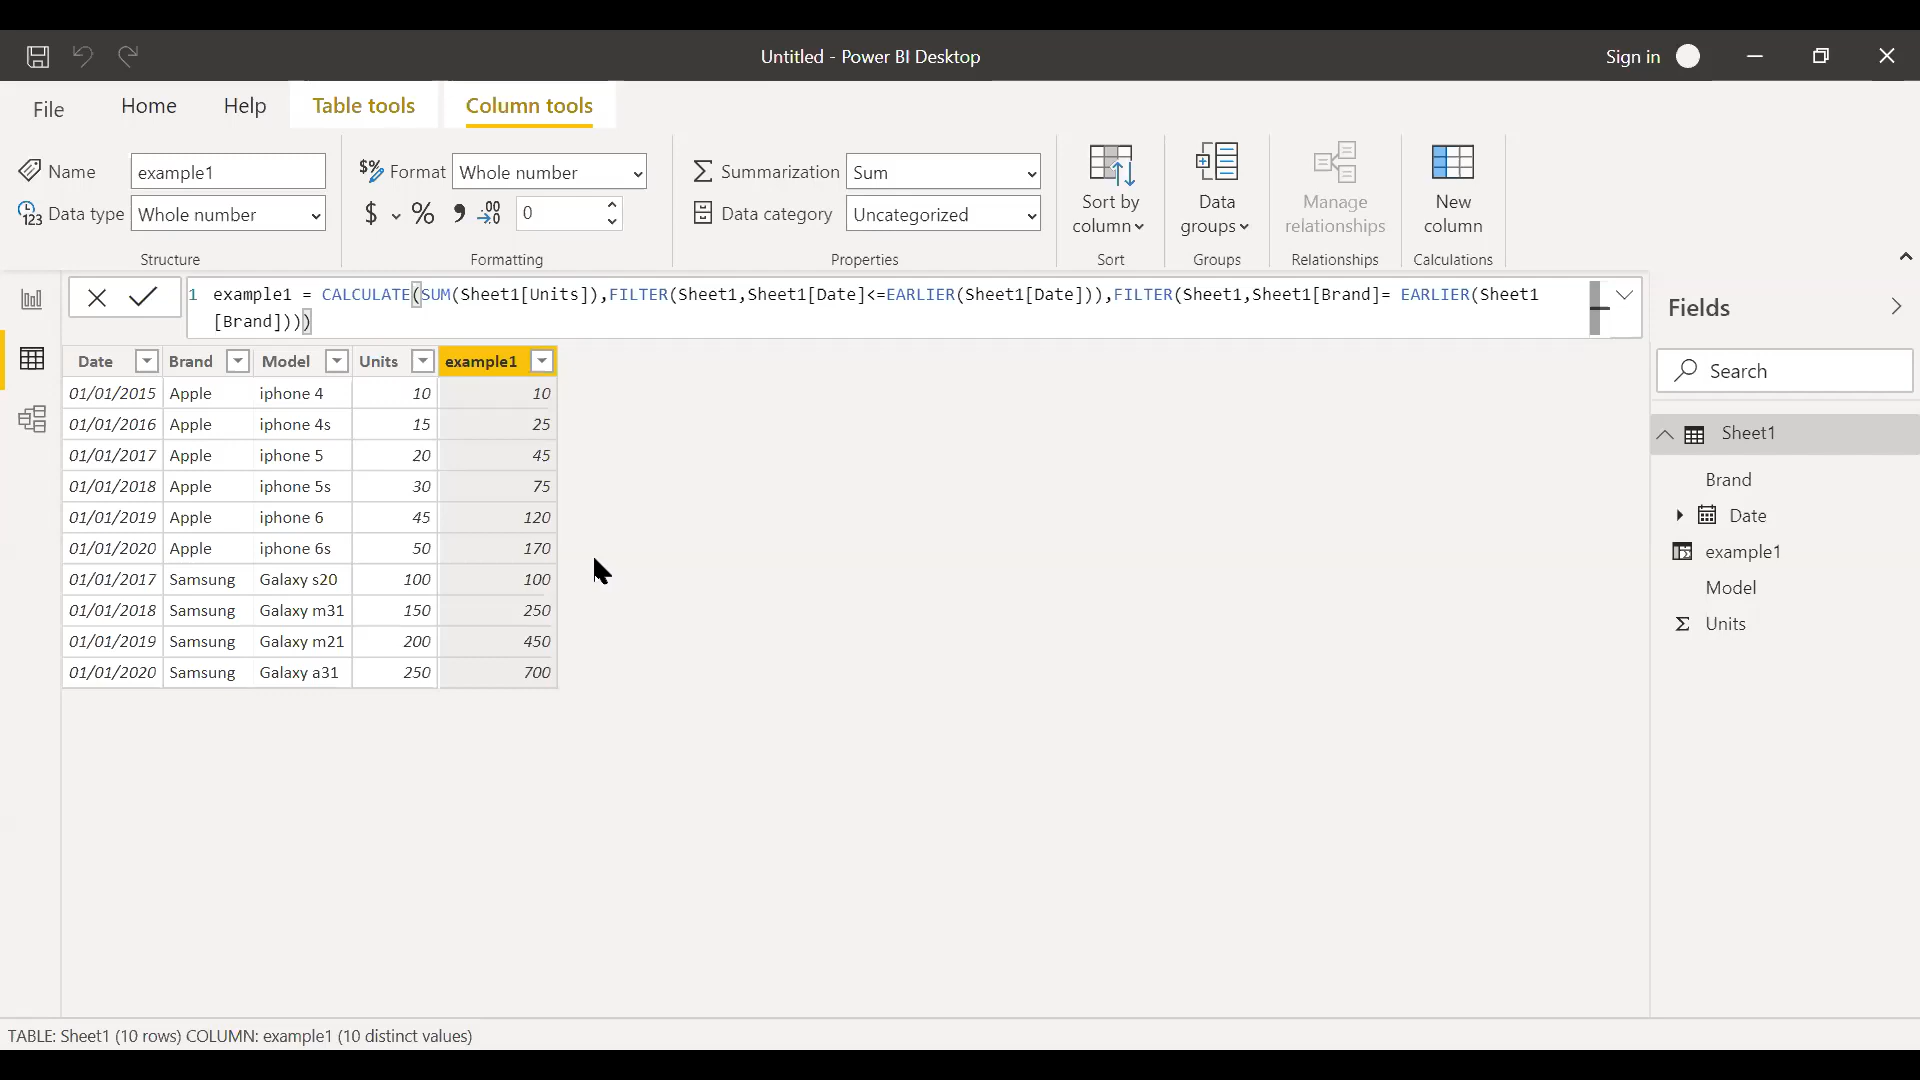 Untitled - Power BI Desktop
Sign in
File Home Help Table tools Column tools
Name example1
Data type Whole number
Structure
$% Format Whole number
$ % 9 .00 0
Formatting
Summarization Sum
Data category Uncategorized
Properties
Sort by column
Sort
Data groups
Groups
Manage relationships
Relationships
New column
Calculations
1 example1 = CALCULATE(SUM(Sheet1[Units]),FILTER(Sheet1,Sheet1[Date]<=EARLIER(Sheet1[Date])),FILTER(Sheet1,Sheet1[Brand]= EARLIER(Sheet1
[Brand])))
Date Brand Model Units example1
01/01/2015 Apple iphone 4 10 10
01/01/2016 Apple iphone 4s 15 25
01/01/2017 Apple iphone 5 20 45
01/01/2018 Apple iphone 5s 30 75
01/01/2019 Apple iphone 6 45 120
01/01/2020 Apple iphone 6s 50 170
01/01/2017 Samsung Galaxy s20 100 100
01/01/2018 Samsung Galaxy m31 150 250
01/01/2019 Samsung Galaxy m21 200 450
01/01/2020 Samsung Galaxy a31 250 700
Fields
Search
Sheet1
Brand
Date
example1
Model
Σ Units
TABLE: Sheet1 (10 rows) COLUMN: example1 (10 distinct values)